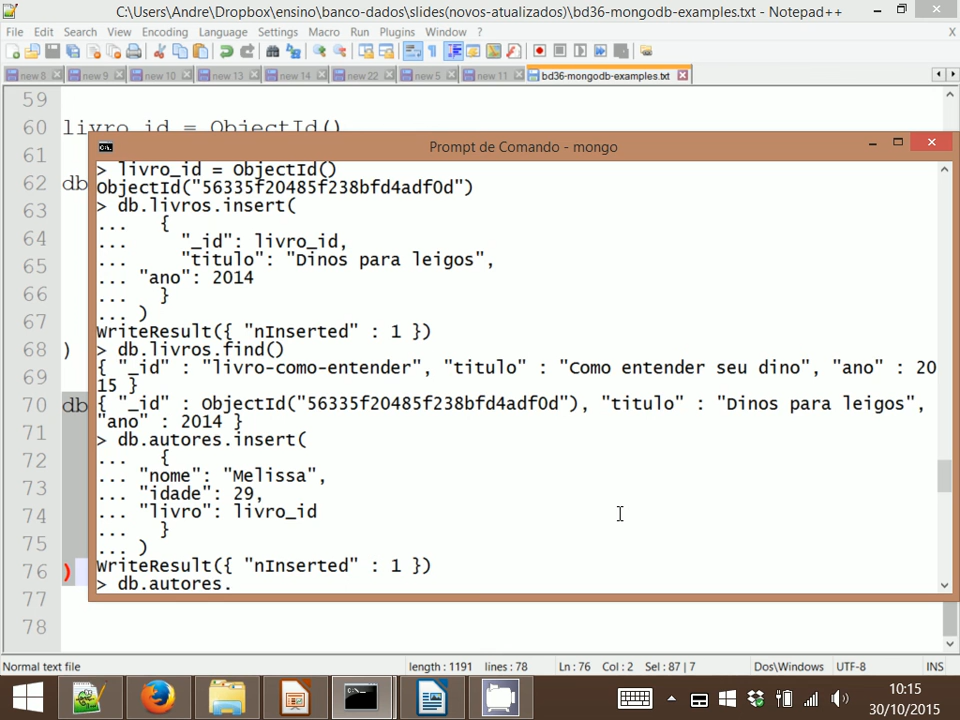 C:\Users\Andre\Dropbox\ensino\banco-dados\slides(novos-atualizados)\bd36-mongodb-examples.txt - Notepad++
File Edit Search View Encoding Language Settings Macro Run Plugins Window ? X
new 8 new 9 new 10 new 13 new 14 new 22 new 5 new 11 bd36-mongodb-examples.txt
59
60 livro_id = ObjectId()
61
62 db
63
64
65
66
67
68 )
69
70 db
71
72
73
74
75
76 )
77
78
Prompt de Comando - mongo
> livro_id = ObjectId()
ObjectId("56335f20485f238bfd4adf0d")
> db.livros.insert(
... {
... "_id": livro_id,
... "titulo": "Dinos para leigos",
... "ano": 2014
... }
... )
WriteResult({ "nInserted" : 1 })
> db.livros.find()
{ "_id" : "livro-como-entender", "titulo" : "Como entender seu dino", "ano" : 20
15 }
{ "_id" : ObjectId("56335f20485f238bfd4adf0d"), "titulo" : "Dinos para leigos",
"ano" : 2014 }
> db.autores.insert(
... {
... "nome": "Melissa",
... "idade": 29,
... "livro": livro_id
... }
... )
WriteResult({ "nInserted" : 1 })
> db.autores.
Normal text file length : 1191 lines : 78 Ln : 76 Col : 2 Sel : 87 | 7 Dos\Windows UTF-8 INS
10:15
30/10/2015